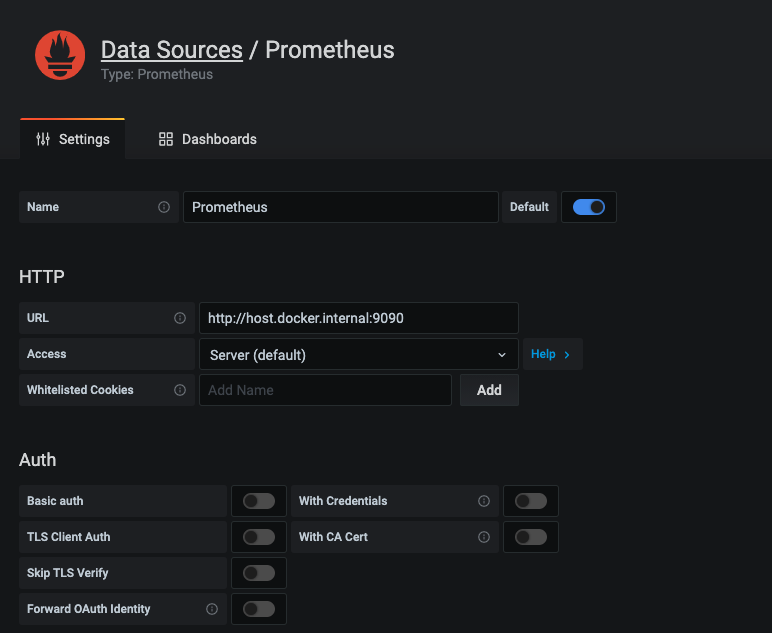 Data Sources / Prometheus
Type: Prometheus
Settings
Dashboards
Name
Prometheus
Default
HTTP
URL
http://host.docker.internal:9090
Access
Server (default)
Help
Whitelisted Cookies
Add Name
Add
Auth
Basic auth
With Credentials
TLS Client Auth
With CA Cert
Skip TLS Verify
Forward OAuth Identity